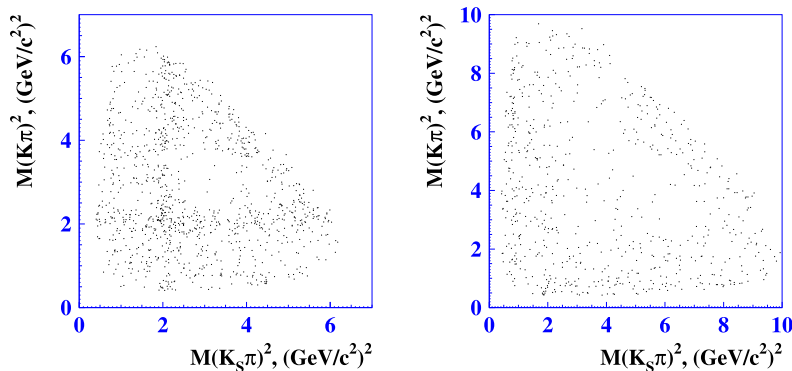 M(Kπ)², (GeV/c²)²
6
4
2
0
0 2 4 6
M(K_Sπ)², (GeV/c²)²
M(Kπ)², (GeV/c²)²
10
8
6
4
2
0
0 2 4 6 8 10
M(K_Sπ)², (GeV/c²)²